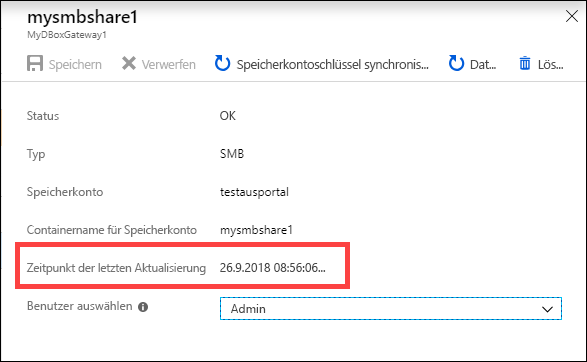 mysmbshare1
MyDBoxGateway1
Speichern Verwerfen Speicherkontoschlüssel synchronis... Dat... Lös...
Status OK
Typ SMB
Speicherkonto testausportal
Containername für Speicherkonto mysmbshare1
Zeitpunkt der letzten Aktualisierung 26.9.2018 08:56:06...
Benutzer auswählen Admin